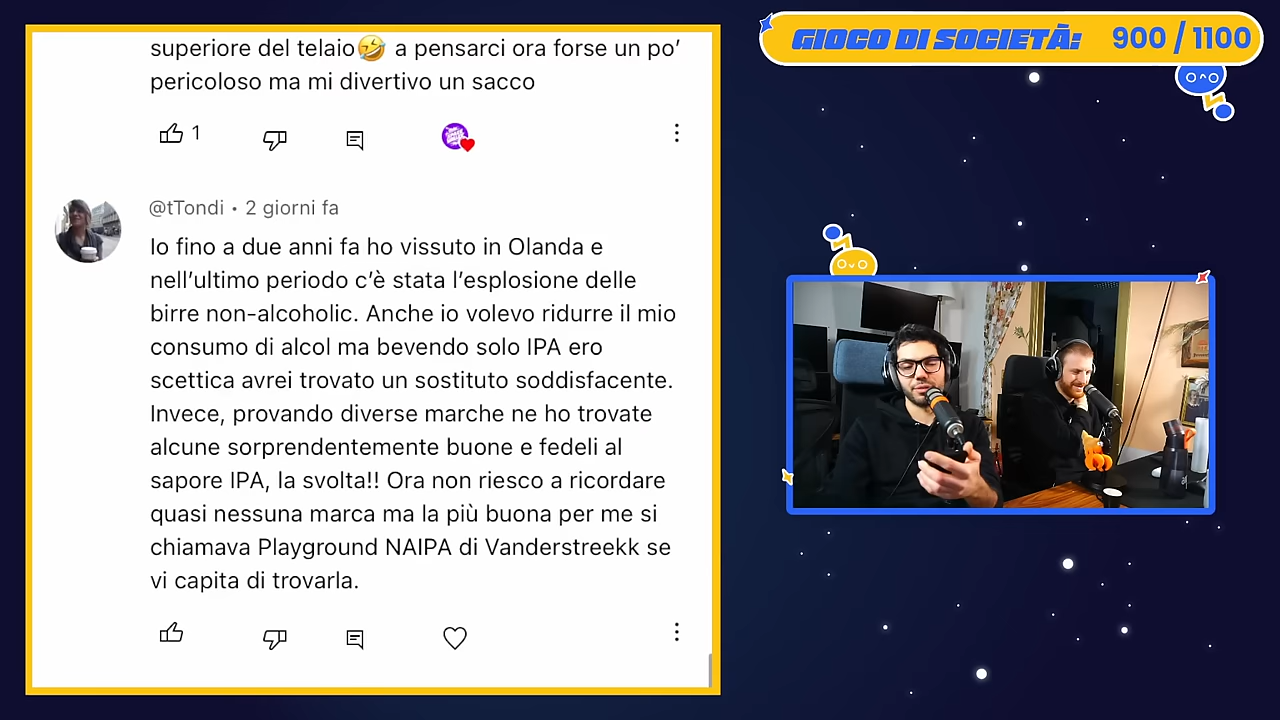 GIOCO DI SOCIETÀ: 900 / 1100
superiore del telaio🤣 a pensarci ora forse un po’
pericoloso ma mi divertivo un sacco
1
@tTondi • 2 giorni fa
Io fino a due anni fa ho vissuto in Olanda e
nell’ultimo periodo c’è stata l’esplosione delle
birre non-alcoholic. Anche io volevo ridurre il mio
consumo di alcol ma bevendo solo IPA ero
scettica avrei trovato un sostituto soddisfacente.
Invece, provando diverse marche ne ho trovate
alcune sorprendentemente buone e fedeli al
sapore IPA, la svolta!! Ora non riesco a ricordare
quasi nessuna marca ma la più buona per me si
chiamava Playground NAIPA di Vanderstreekk se
vi capita di trovarla.